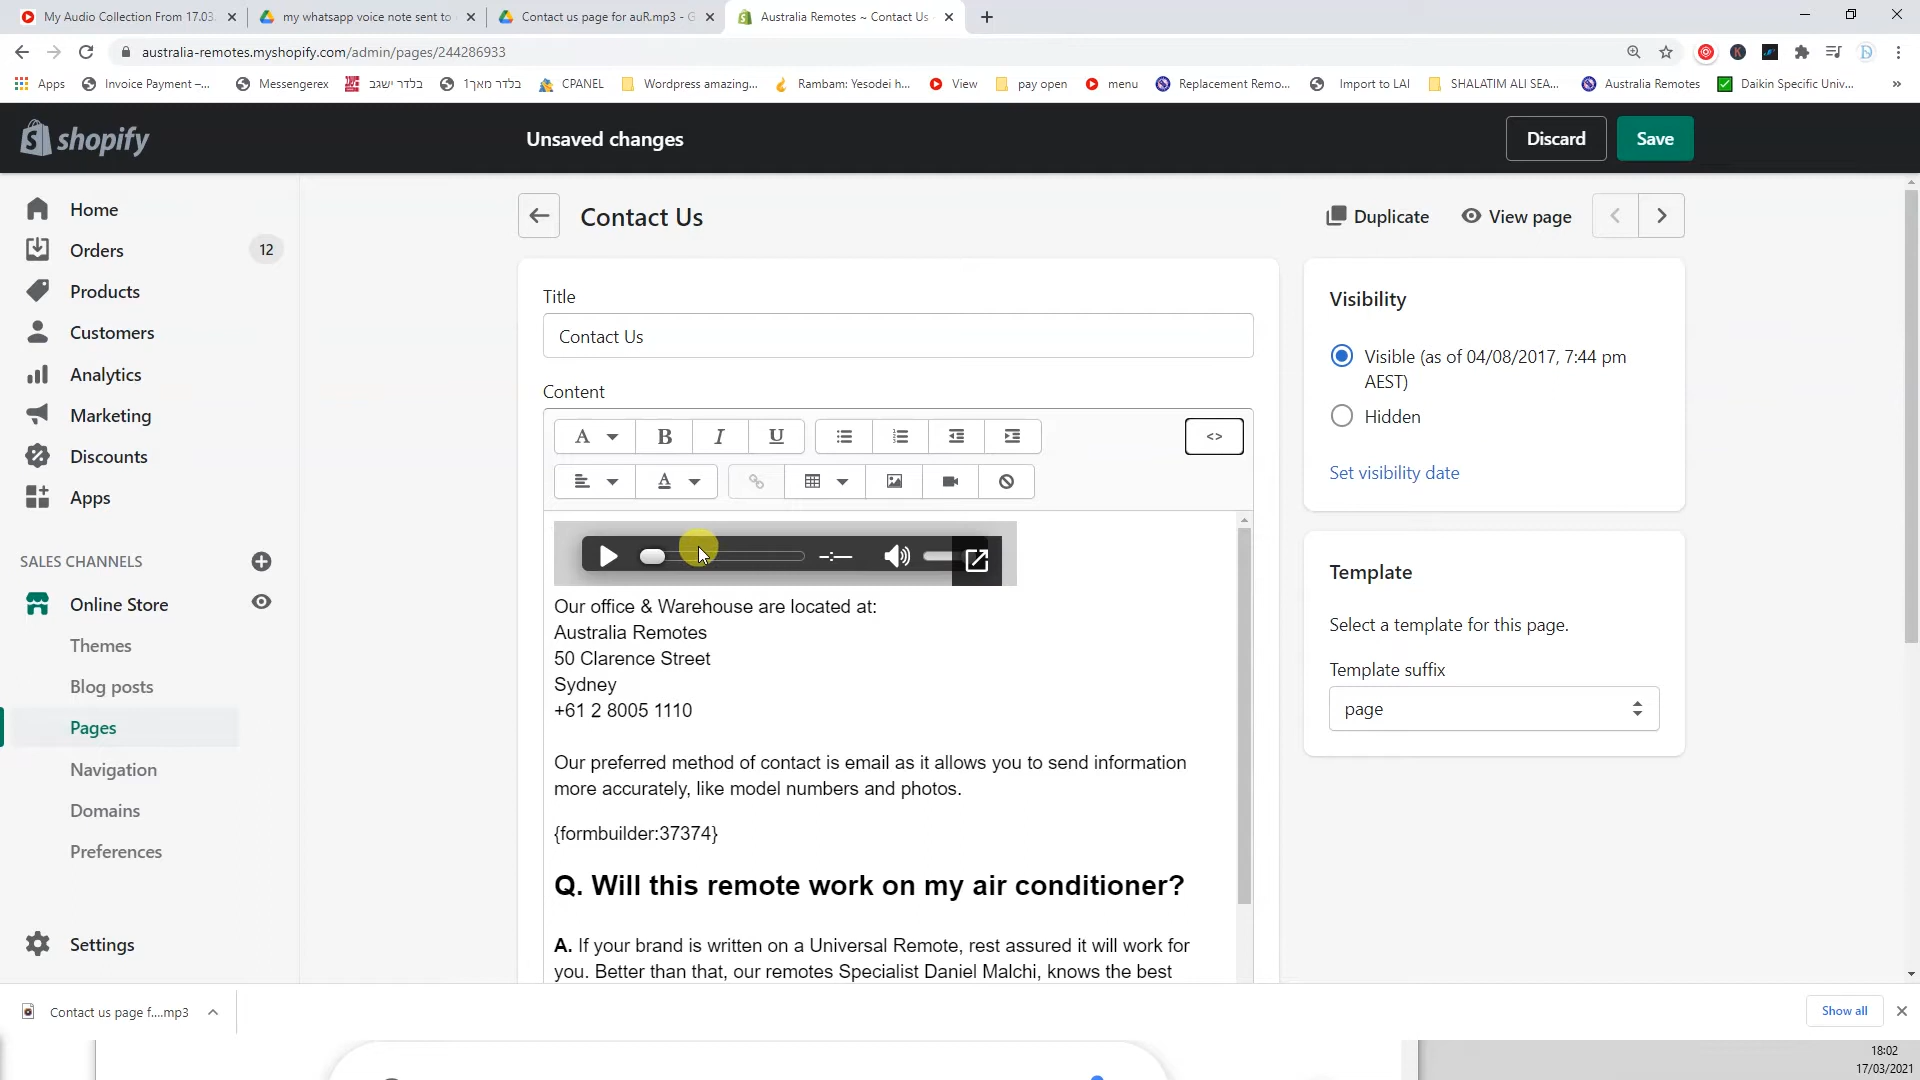 My Audio Collection From 17.03.
my whatsapp voice note sent to
Contact us page for auR.mp3 - G
Australia Remotes ~ Contact Us
australia-remotes.myshopify.com/admin/pages/244286933
Apps
Invoice Payment –...
Messengerex
בלדר ישגב
בלדר מאך1
CPANEL
Wordpress amazing...
Rambam: Yesodei h...
View
pay open
menu
Replacement Remo...
Import to LAI
SHALATIM ALI SEA...
Australia Remotes
Daikin Specific Univ...
»
shopify
Unsaved changes
Discard
Save
Home
Orders
12
Products
Customers
Analytics
Marketing
Discounts
Apps
SALES CHANNELS
Online Store
Themes
Blog posts
Pages
Navigation
Domains
Preferences
Settings
Contact Us
Duplicate
View page
Title
Contact Us
Content
A
B
I
U
<>
A
-:--
Our office & Warehouse are located at:
Australia Remotes
50 Clarence Street
Sydney
+61 2 8005 1110
Our preferred method of contact is email as it allows you to send information
more accurately, like model numbers and photos.
{formbuilder:37374}
Q. Will this remote work on my air conditioner?
A. If your brand is written on a Universal Remote, rest assured it will work for
you. Better than that, our remotes Specialist Daniel Malchi, knows the best
Visibility
Visible (as of 04/08/2017, 7:44 pm
AEST)
Hidden
Set visibility date
Template
Select a template for this page.
Template suffix
page
Contact us page f....mp3
Show all
18:02
17/03/2021